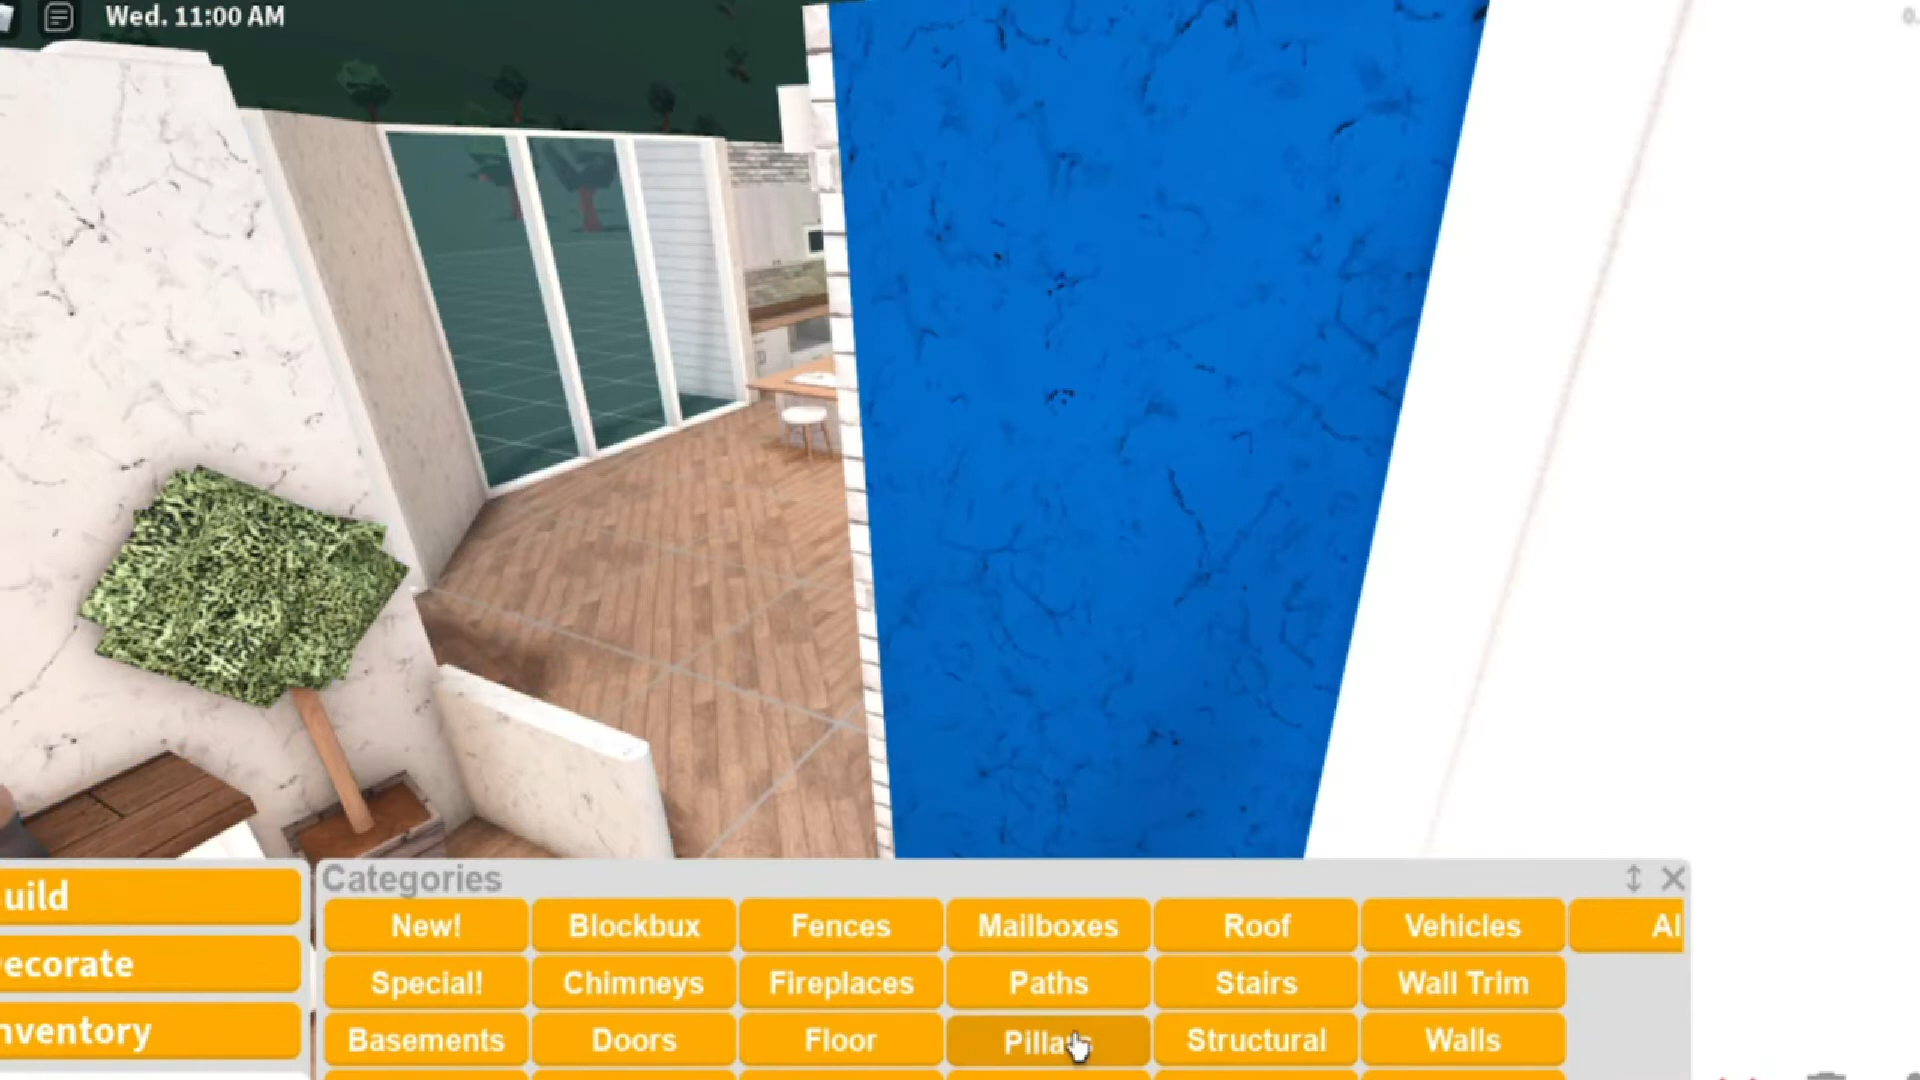 Wed. 11:00 AM
Categories
uild
New!
Blockbux
Fences
Mailboxes
Roof
Vehicles
Al
ecorate
Special!
Chimneys
Fireplaces
Paths
Stairs
Wall Trim
nventory
Basements
Doors
Floor
Pilla
Structural
Walls